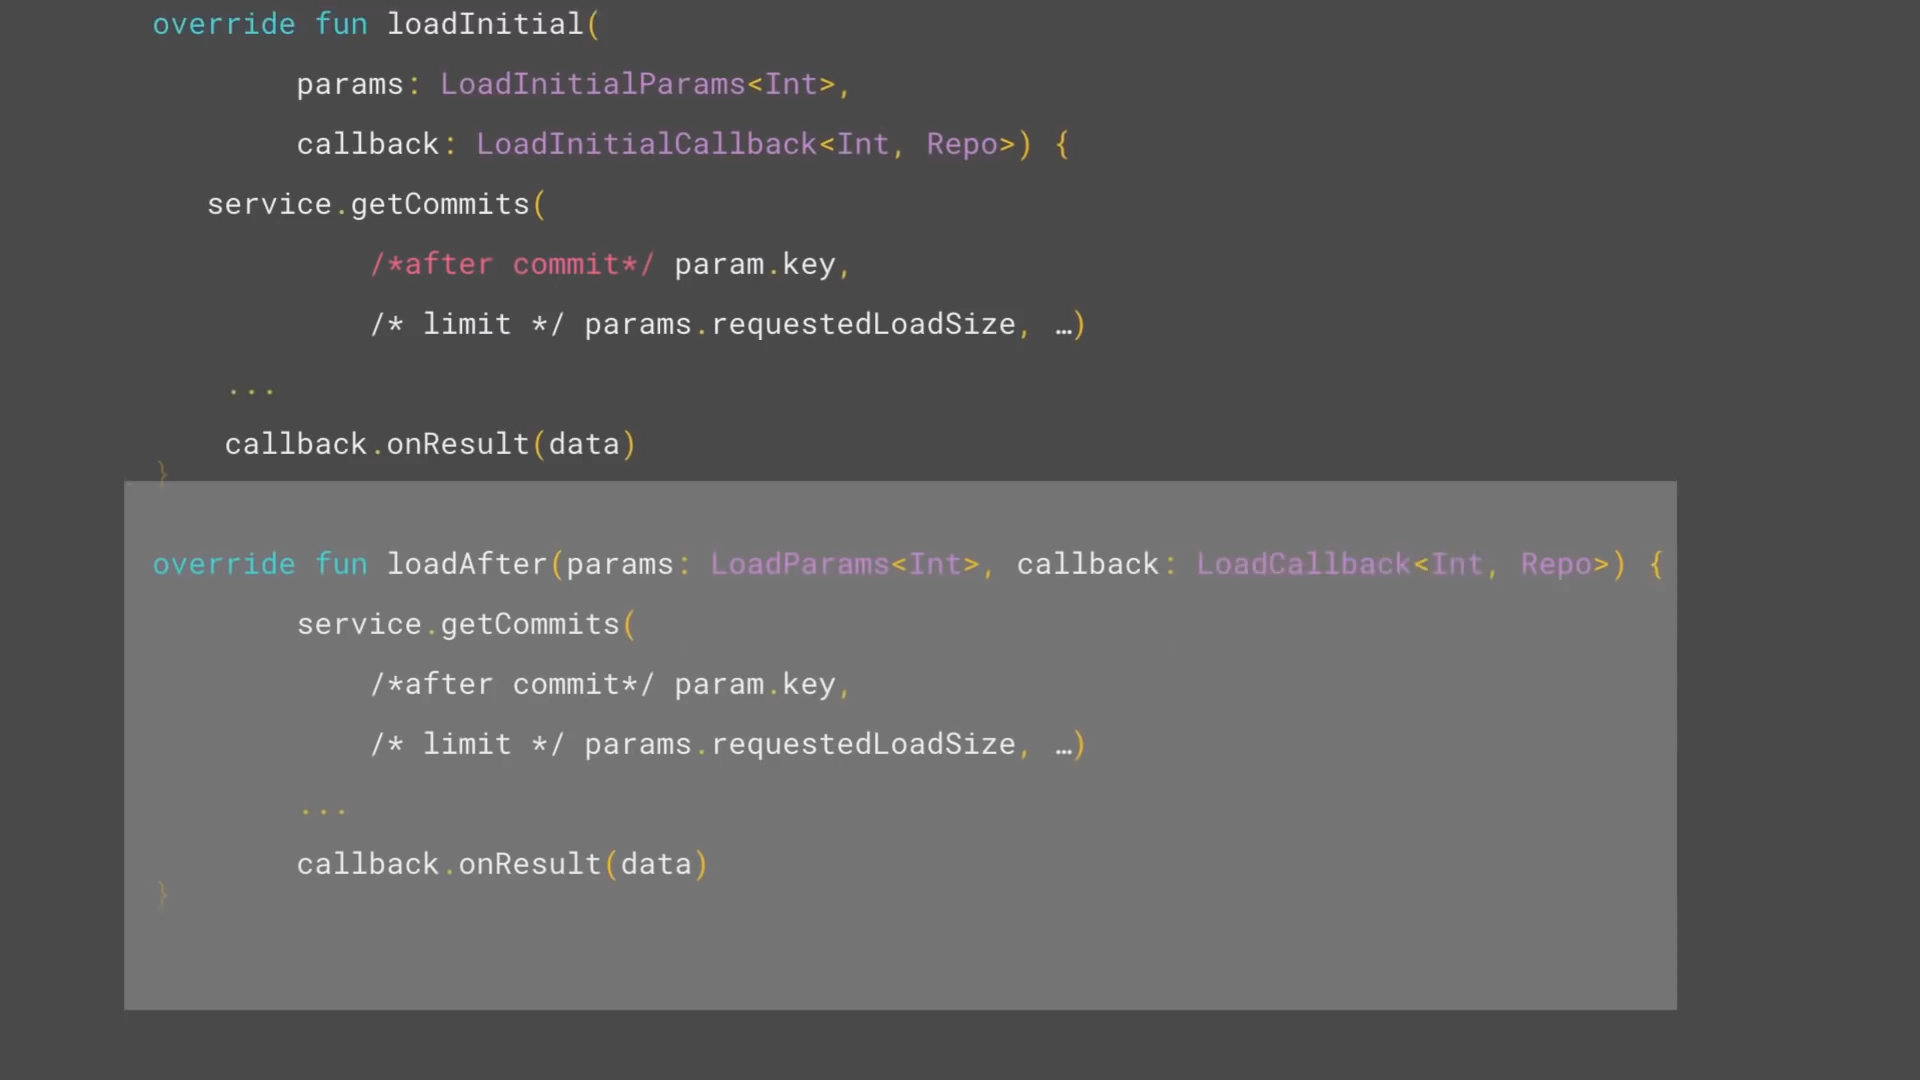 override fun loadInitial(
params: LoadInitialParams<Int>,
callback: LoadInitialCallback<Int, Repo>) {
service.getCommits(
/*after commit*/ param.key,
/* limit */ params.requestedLoadSize, …)
...
callback.onResult(data)
}
override fun loadAfter(params: LoadParams<Int>, callback: LoadCallback<Int, Repo>) {
service.getCommits(
/*after commit*/ param.key,
/* limit */ params.requestedLoadSize, …)
...
callback.onResult(data)
}